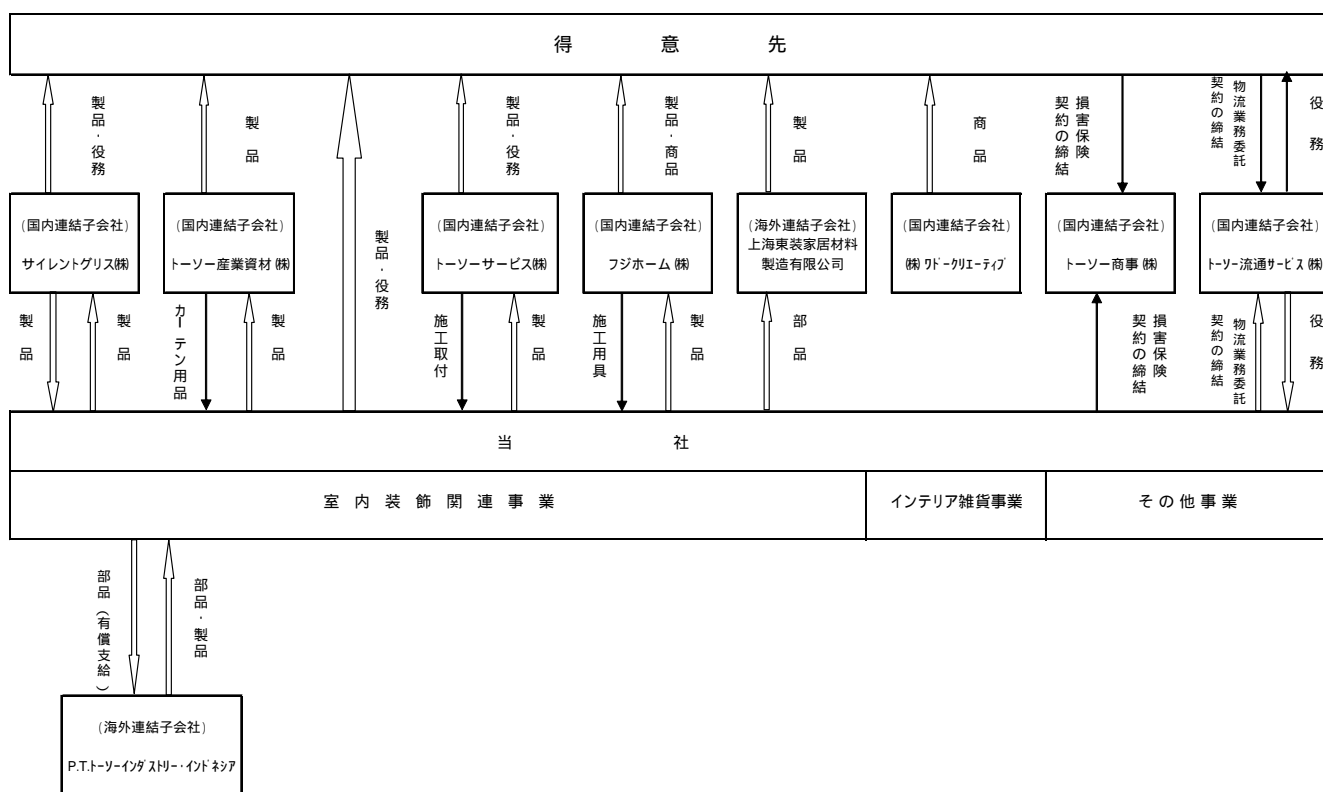 得意先
製品・役務
製品
製品・役務
製品・役務
製品・商品
製品
商品
損害保険
契約の締結
物流業務委託
契約の締結
役務
(国内連結子会社)
サイレントグリス(株)
(国内連結子会社)
トーソー産業資材(株)
(国内連結子会社)
トーソーサービス(株)
(国内連結子会社)
フジホーム(株)
(海外連結子会社)
上海東装家居材料
製造有限公司
(国内連結子会社)
(株)ワドークリエーティブ
(国内連結子会社)
トーソー商事(株)
(国内連結子会社)
トーソー流通サービス(株)
製品
製品
カーテン用品
製品
施工取付
製品
施工用具
製品
部品
損害保険
契約の締結
物流業務委託
契約の締結
役務
当社
室内装飾関連事業
インテリア雑貨事業
その他事業
部品(有償支給)
部品・製品
(海外連結子会社)
P.T.トーソーインダストリー・インドネシア